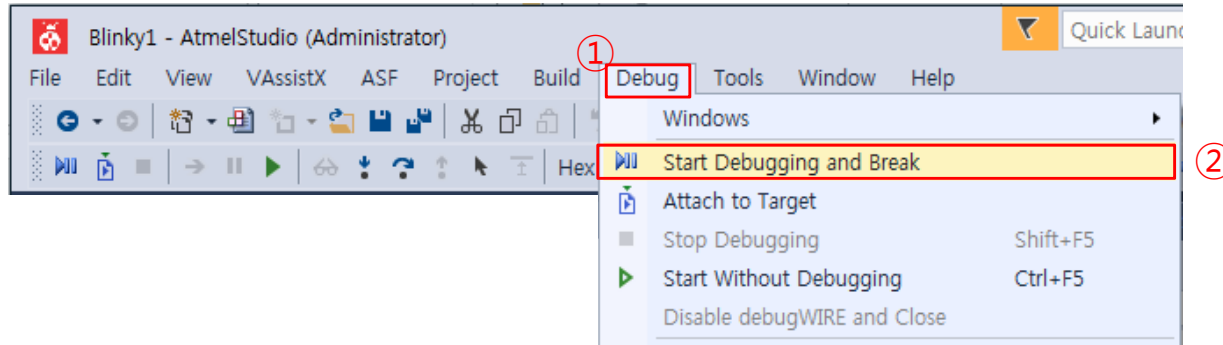 Blinky1 - AtmelStudio (Administrator)
Quick Laun
①
File Edit View VAssistX ASF Project Build Debug Tools Window Help
Windows
Hex
Start Debugging and Break
②
Attach to Target
Stop Debugging Shift+F5
Start Without Debugging Ctrl+F5
Disable debugWIRE and Close